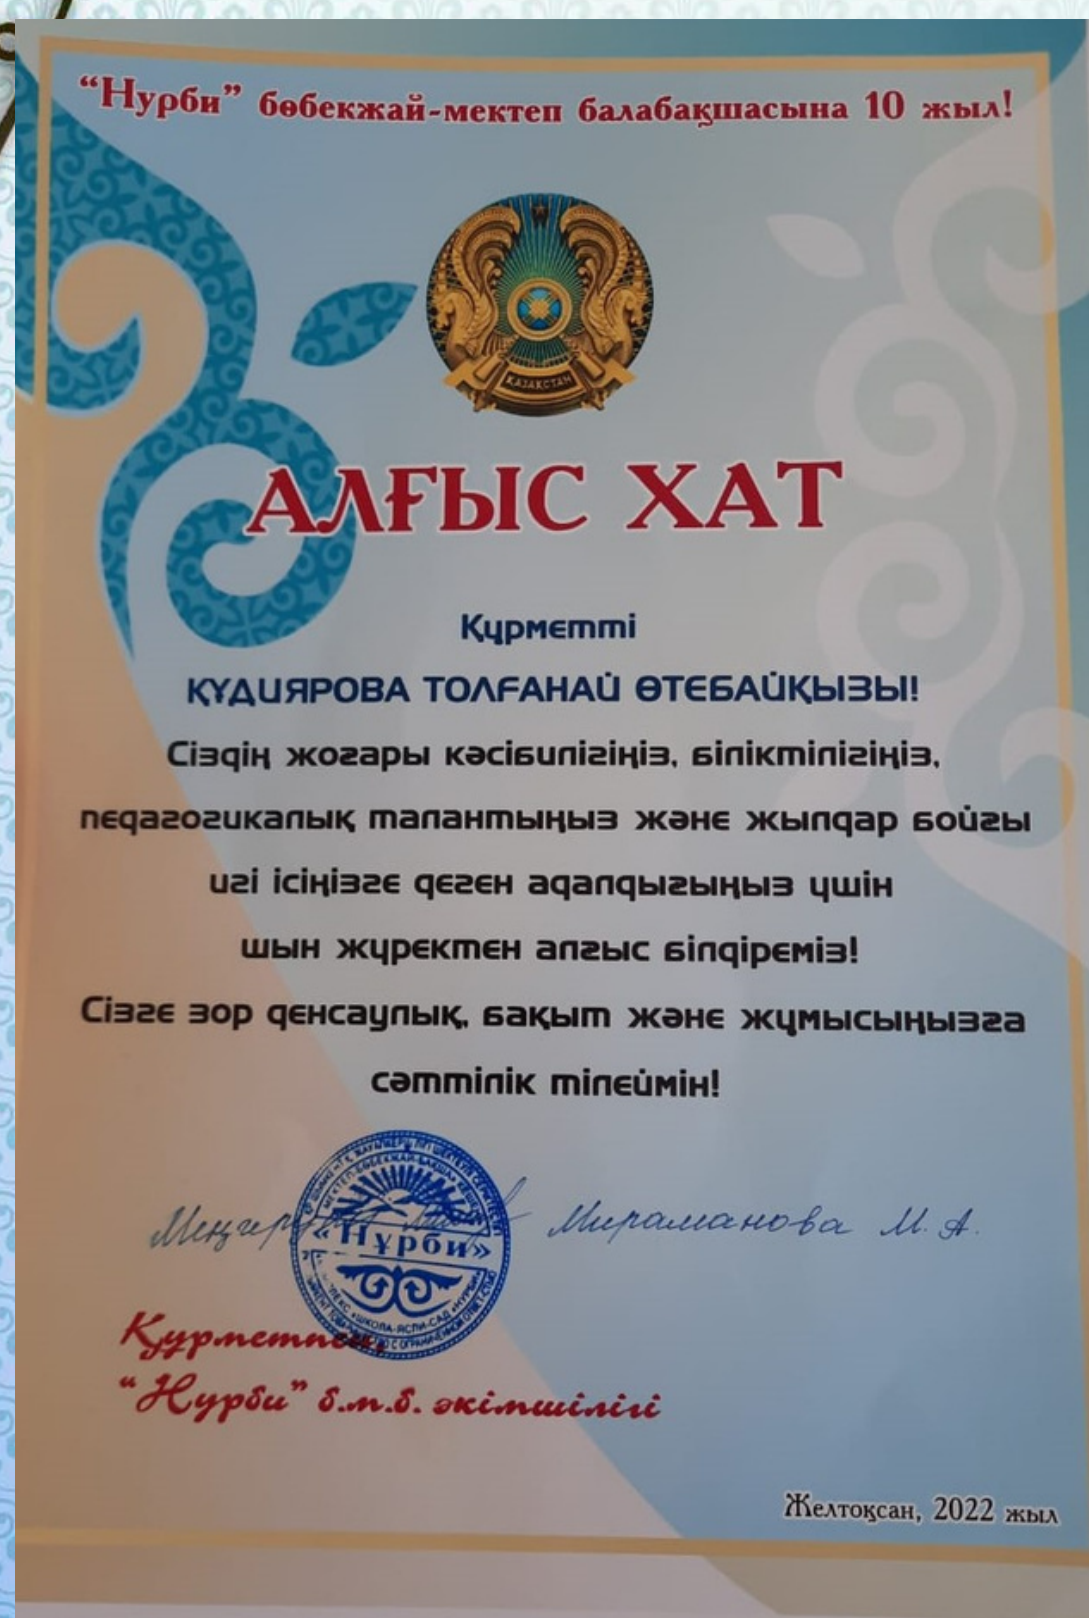 “Нурби” бөбекжай-мектеп балабақшасына 10 жыл!
ҚАЗАҚСТАН
АЛҒЫС ХАТ
Құрметті
ҚҮДИЯРОВА ТОЛҒАНАЙ ӨТЕБАЙҚЫЗЫ!
Сіздің жоғары кәсібилігіңіз, біліктілігіңіз,
педагогикалық талантыңыз және жылдар бойғы
игі ісіңізге деген адалдығыңыз үшін
шын жүректен алғыс білдіреміз!
Сізге зор денсаулық, бақыт және жұмысыңызға
сәттілік тілеймін!
Мираманова М. А.
«Нұрби»
Құрметпен,
“Нурби” б.м.б. әкімшілігі
Желтоқсан, 2022 жыл